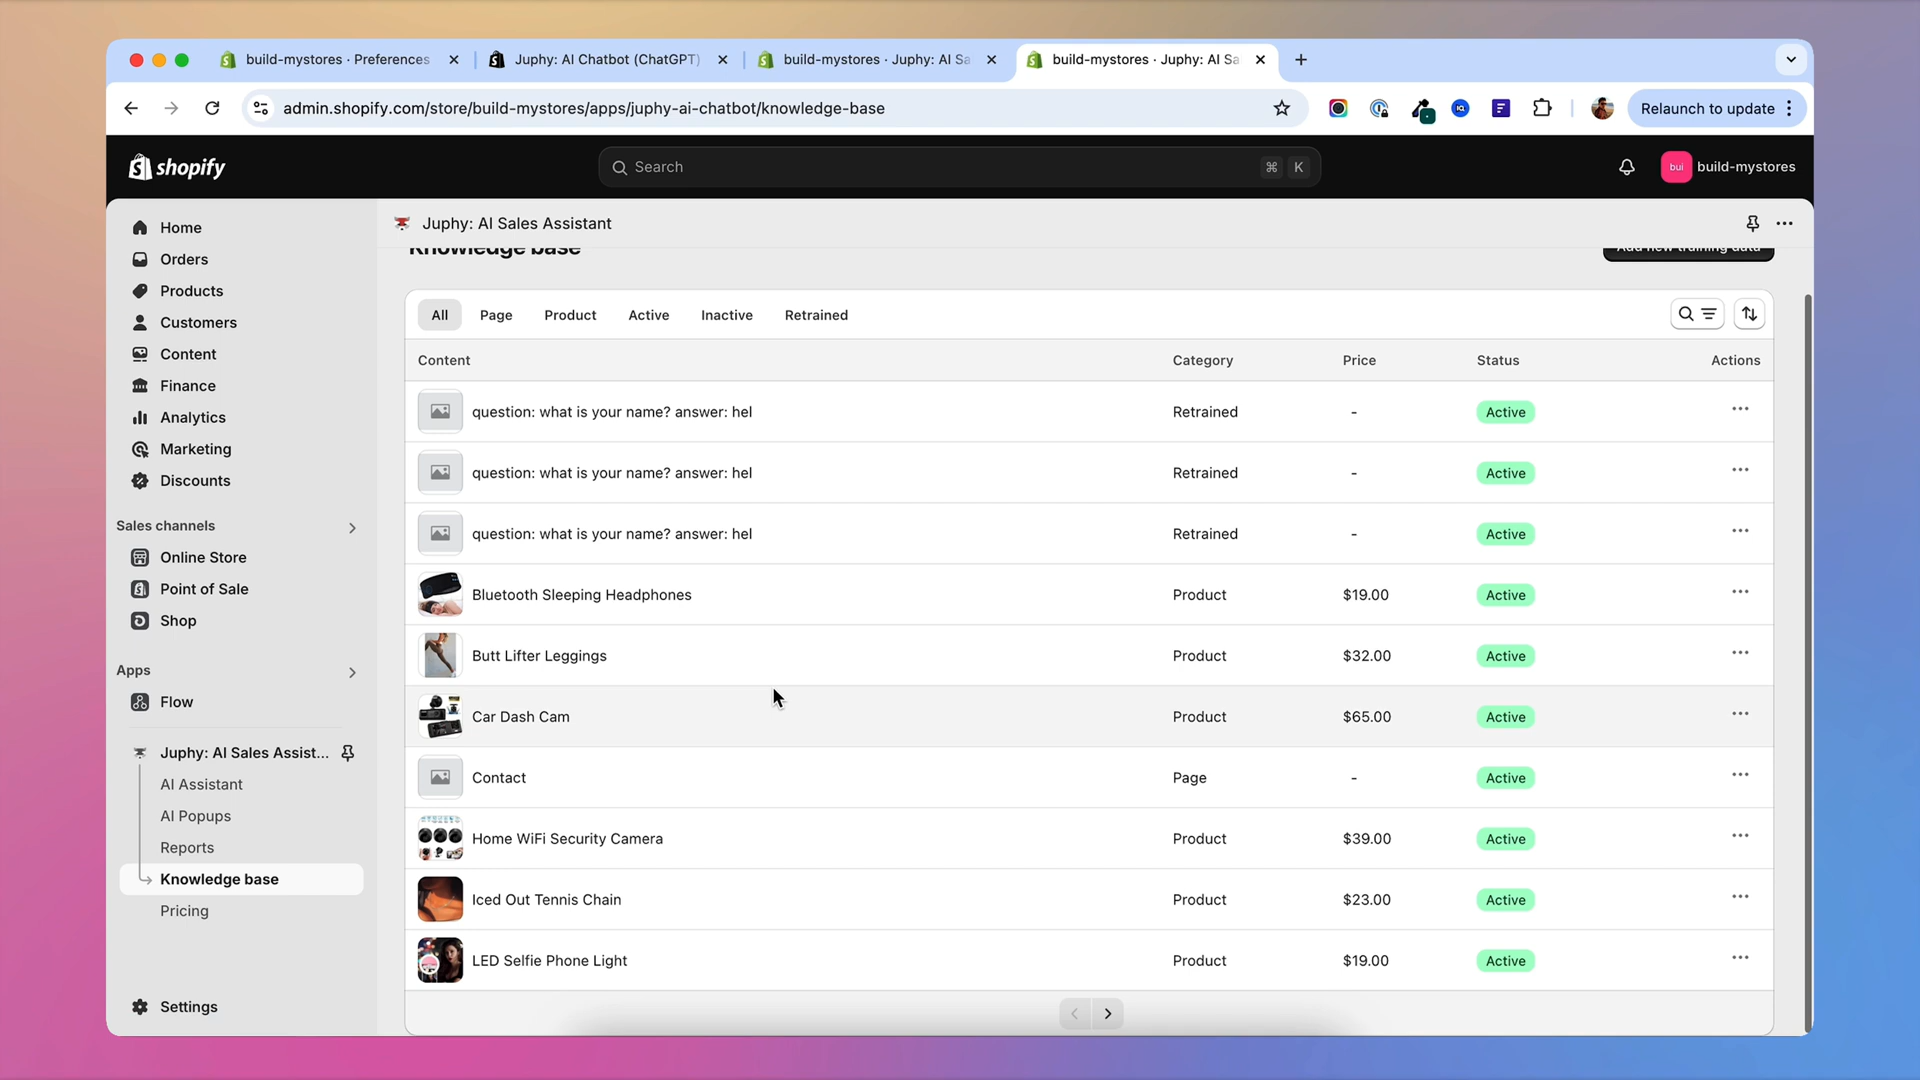 build-mystores · Preferences
Juphy: AI Chatbot (ChatGPT)
build-mystores · Juphy: AI Sa
build-mystores · Juphy: AI Sa
admin.shopify.com/store/build-mystores/apps/juphy-ai-chatbot/knowledge-base
Relaunch to update
shopify
Search
⌘ K
bui
build-mystores
Home
Orders
Products
Customers
Content
Finance
Analytics
Marketing
Discounts
Sales channels
Online Store
Point of Sale
Shop
Apps
Flow
Juphy: AI Sales Assist...
AI Assistant
AI Popups
Reports
Knowledge base
Pricing
Settings
Juphy: AI Sales Assistant
Knowledge base
Add new training data
All Page Product Active Inactive Retrained
Content Category Price Status Actions
question: what is your name? answer: hel Retrained - Active
question: what is your name? answer: hel Retrained - Active
question: what is your name? answer: hel Retrained - Active
Bluetooth Sleeping Headphones Product $19.00 Active
Butt Lifter Leggings Product $32.00 Active
Car Dash Cam Product $65.00 Active
Contact Page - Active
Home WiFi Security Camera Product $39.00 Active
Iced Out Tennis Chain Product $23.00 Active
LED Selfie Phone Light Product $19.00 Active